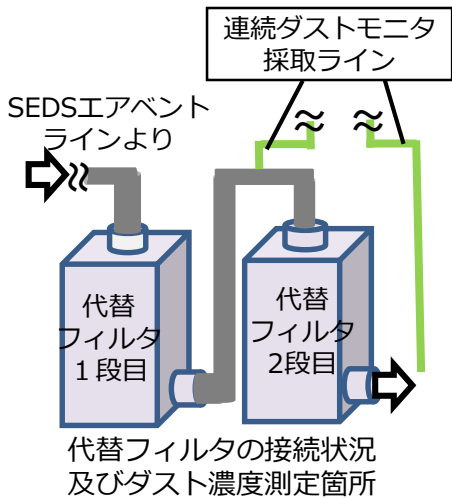 連続ダストモニタ
採取ライン
SEDSエアベント
ラインより
代替
フィルタ
１段目
代替
フィルタ
2段目
代替フィルタの接続状況
及びダスト濃度測定箇所